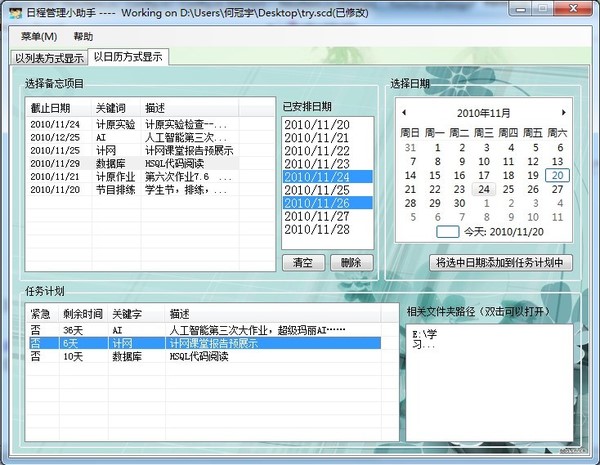 日程管理小助手 ---- Working on D:\Users\何冠宇\Desktop\try.scd(已修改)
菜单(M) 帮助
以列表方式显示 以日历方式显示
选择备忘项目
截止日期 关键词 描述
2010/11/24 计原实验 计原实验检查--...
2010/12/25 AI 人工智能第三次...
2010/11/25 计网 计网课堂报告预展示
2010/11/29 数据库 HSQL代码阅读
2010/11/21 计原作业 第六次作业7.6 ...
2010/11/20 节目排练 学生节，排练，...
已安排日期
2010/11/20
2010/11/21
2010/11/22
2010/11/23
2010/11/24
2010/11/25
2010/11/26
2010/11/27
2010/11/28
清空 删除
选择日期
2010年11月
周日 周一 周二 周三 周四 周五 周六
31 1 2 3 4 5 6
7 8 9 10 11 12 13
14 15 16 17 18 19 20
21 22 23 24 25 26 27
28 29 30 1 2 3 4
5 6 7 8 9 10 11
今天: 2010/11/20
将选中日期添加到任务计划中
任务计划
紧急 剩余时间 关键字 描述
否 36天 AI 人工智能第三次大作业，超级玛丽AI……
否 6天 计网 计网课堂报告预展示
否 10天 数据库 HSQL代码阅读
相关文件夹路径（双击可以打开）
E:\学
习...